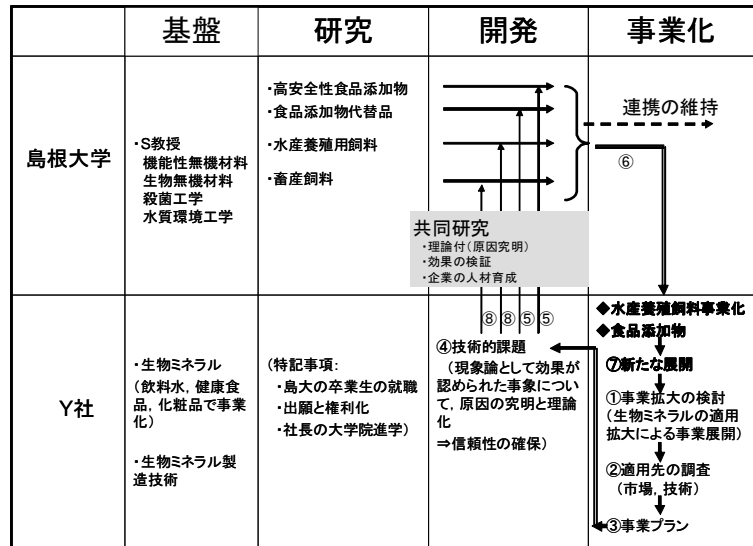 基盤
研究
開発
事業化
島根大学
・S教授
機能性無機材料
生物無機材料
殺菌工学
水質環境工学
・高安全性食品添加物
・食品添加物代替品
・水産養殖用飼料
・畜産飼料
連携の維持
⑥
共同研究
・理論付(原因究明)
・効果の検証
・企業の人材育成
⑧⑧⑤⑤
Y社
・生物ミネラル
(飲料水,健康食
品,化粧品で事業
化)
・生物ミネラル製
造技術
(特記事項:
・島大の卒業生の就職
・出願と権利化
・社長の大学院進学)
④技術的課題
(現象論として効果が
認められた事象につい
て,原因の究明と理論
化
⇒信頼性の確保)
◆水産養殖飼料事業化
◆食品添加物
⑦新たな展開
①事業拡大の検討
(生物ミネラルの適用
拡大による事業展開)
②適用先の調査
(市場,技術)
③事業プラン